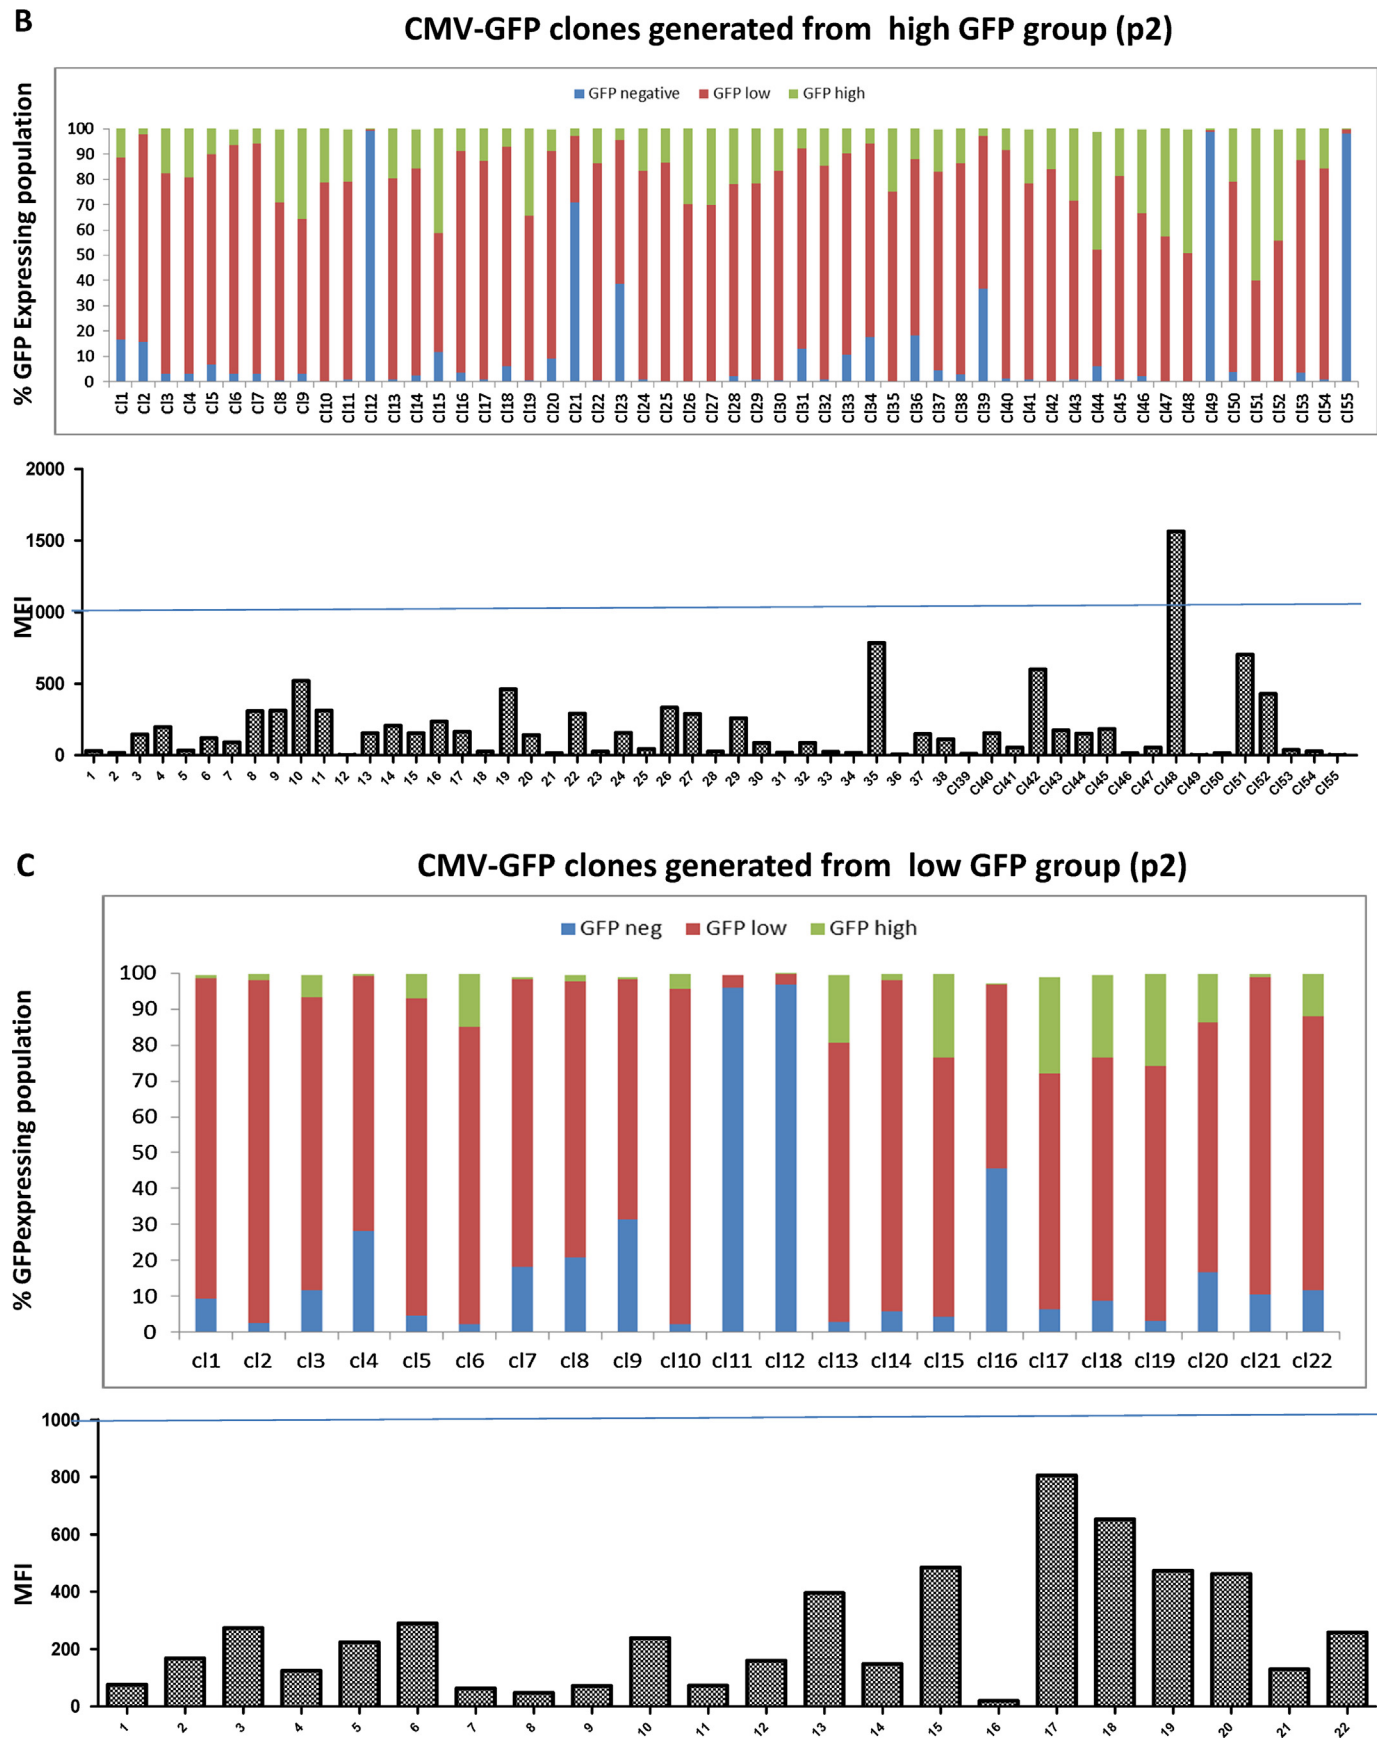 B
CMV-GFP clones generated from high GFP group (p2)
% GFP Expressing population
GFP negative GFP low GFP high
100
90
80
70
60
50
40
30
20
10
0
Cl1 Cl2 Cl3 Cl4 Cl5 Cl6 Cl7 Cl8 Cl9 Cl10 Cl11 Cl12 Cl13 Cl14 Cl15 Cl16 Cl17 Cl18 Cl19 Cl20 Cl21 Cl22 Cl23 Cl24 Cl25 Cl26 Cl27 Cl28 Cl29 Cl30 Cl31 Cl32 Cl33 Cl34 Cl35 Cl36 Cl37 Cl38 Cl39 Cl40 Cl41 Cl42 Cl43 Cl44 Cl45 Cl46 Cl47 Cl48 Cl49 Cl50 Cl51 Cl52 Cl53 Cl54 Cl55
MFI
2000
1500
1000
500
0
1 2 3 4 5 6 7 8 9 10 11 12 13 14 15 16 17 18 19 20 21 22 23 24 25 26 27 28 29 30 31 32 33 34 35 36 37 38 Cl39 Cl40 Cl41 Cl42 Cl43 Cl44 Cl45 Cl46 Cl47 Cl48 Cl49 Cl50 Cl51 Cl52 Cl53 Cl54 Cl55
C
CMV-GFP clones generated from low GFP group (p2)
% GFPexpressing population
GFP neg GFP low GFP high
100
90
80
70
60
50
40
30
20
10
0
cl1 cl2 cl3 cl4 cl5 cl6 cl7 cl8 cl9 cl10 cl11 cl12 cl13 cl14 cl15 cl16 cl17 cl18 cl19 cl20 cl21 cl22
MFI
1000
800
600
400
200
0
1 2 3 4 5 6 7 8 9 10 11 12 13 14 15 16 17 18 19 20 21 22